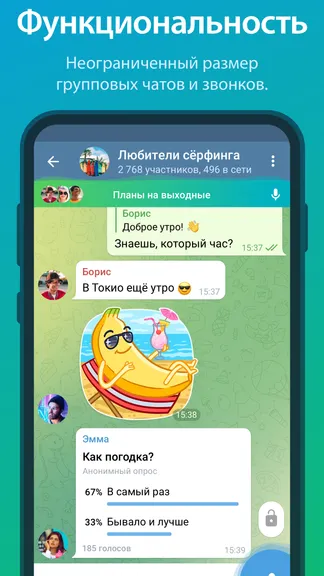 Функциональность
Неограниченный размер
групповых чатов и звонков.
Любители сёрфинга
2 768 участников, 496 в сети
Планы на выходные
Борис
Доброе утро! 👋
Знаешь, который час?
15:37
Борис
В Токио ещё утро 😎
15:37
15:38
Эмма
Как погодка?
Анонимный опрос
67% В самый раз
33% Бывало и лучше
185 голосов
15:39